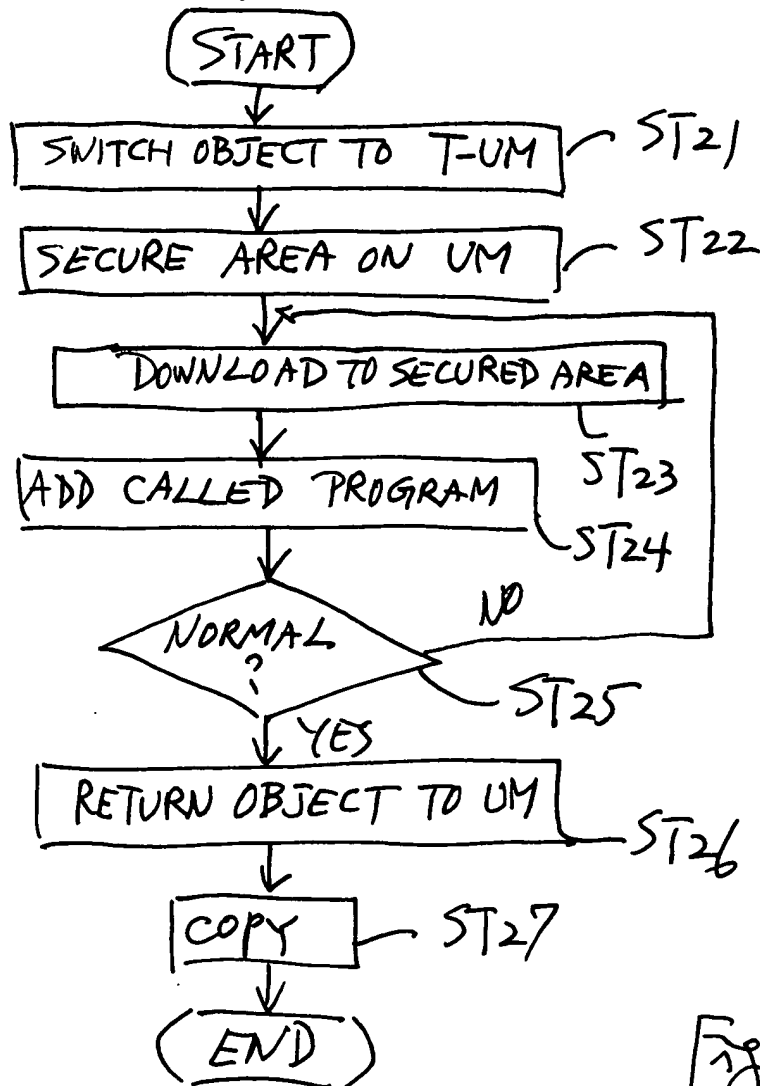 START
SWITCH OBJECT TO T-UM
ST21
SECURE AREA ON UM
ST22
DOWNLOAD TO SECURED AREA
ST23
ADD CALLED PROGRAM
ST24
NORMAL
?
NO
ST25
YES
RETURN OBJECT TO UM
ST26
COPY
ST27
END